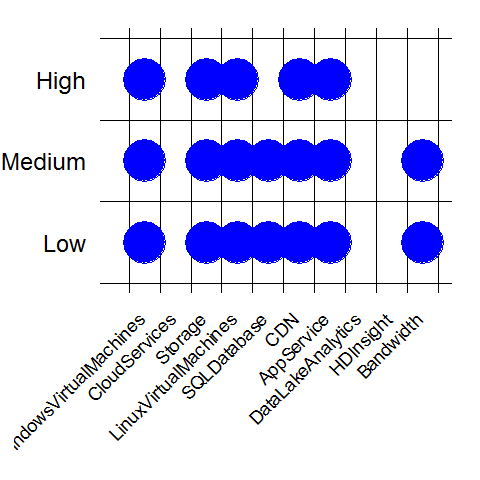 High
Medium
Low
ndowsVirtualMachines
CloudServices
Storage
LinuxVirtualMachines
SQLDatabase
CDN
AppService
DataLakeAnalytics
HDInsight
Bandwidth